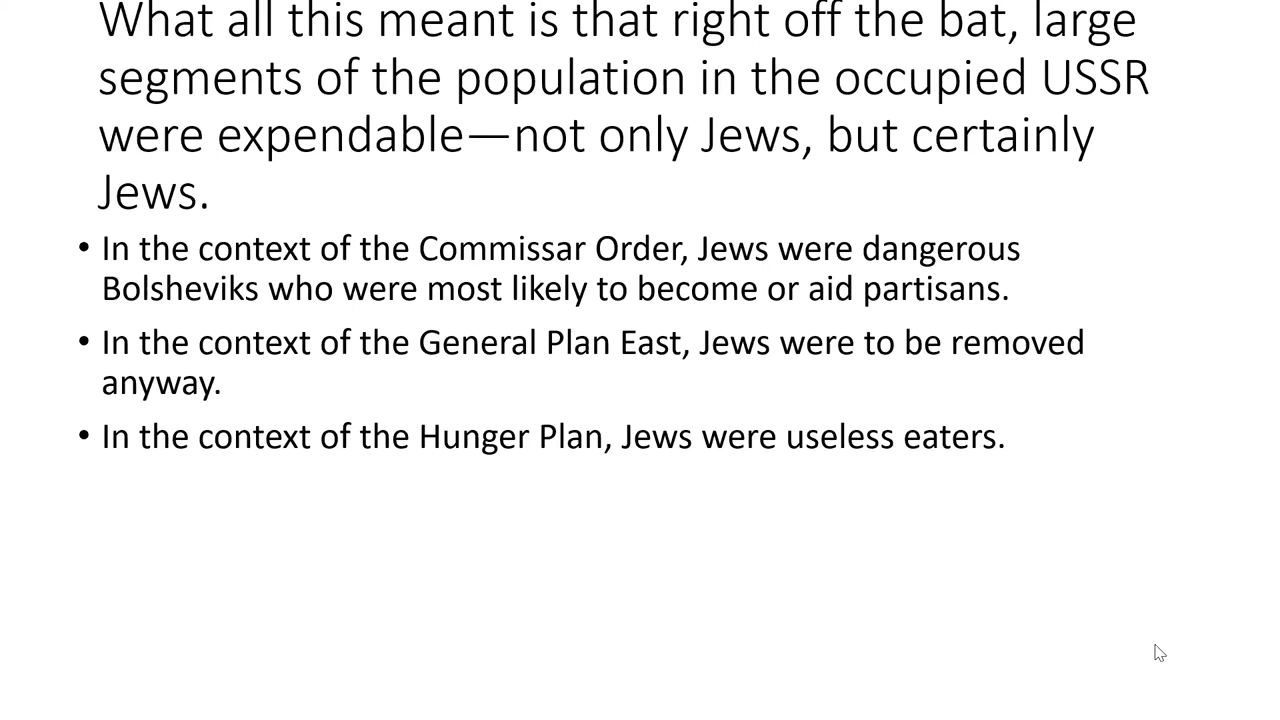 What all this meant is that right off the bat, large
segments of the population in the occupied USSR
were expendable—not only Jews, but certainly
Jews.
• In the context of the Commissar Order, Jews were dangerous
Bolsheviks who were most likely to become or aid partisans.
• In the context of the General Plan East, Jews were to be removed
anyway.
• In the context of the Hunger Plan, Jews were useless eaters.